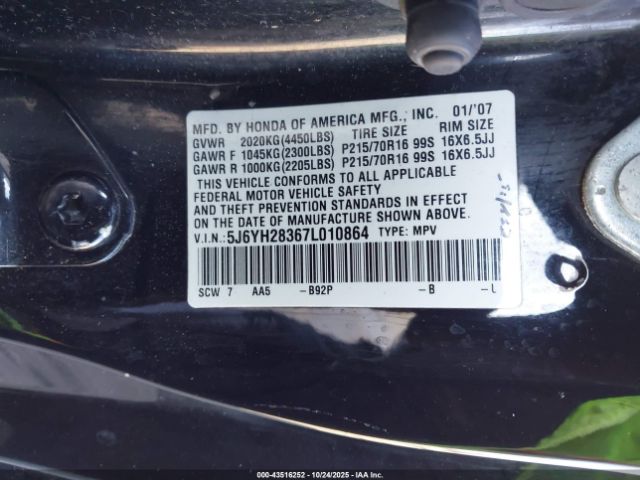 MFD. BY HONDA OF AMERICA MFG., INC. 01/'07
GVWR 2020KG(4450LBS) TIRE SIZE RIM SIZE
GAWR F 1045KG(2300LBS) P215/70R16 99S 16X6.5JJ
GAWR R 1000KG(2205LBS) P215/70R16 99S 16X6.5JJ
THIS VEHICLE CONFORMS TO ALL APPLICABLE
FEDERAL MOTOR VEHICLE SAFETY
AND THEFT PREVENTION STANDARDS IN EFFECT
ON THE DATE OF MANUFACTURE SHOWN ABOVE.
V.I.N.: 5J6YH28367L010864 TYPE: MPV
SCW 7 AA5 -B92P -B -L
000-43516252 - 10/24/2025 - IAA Inc.